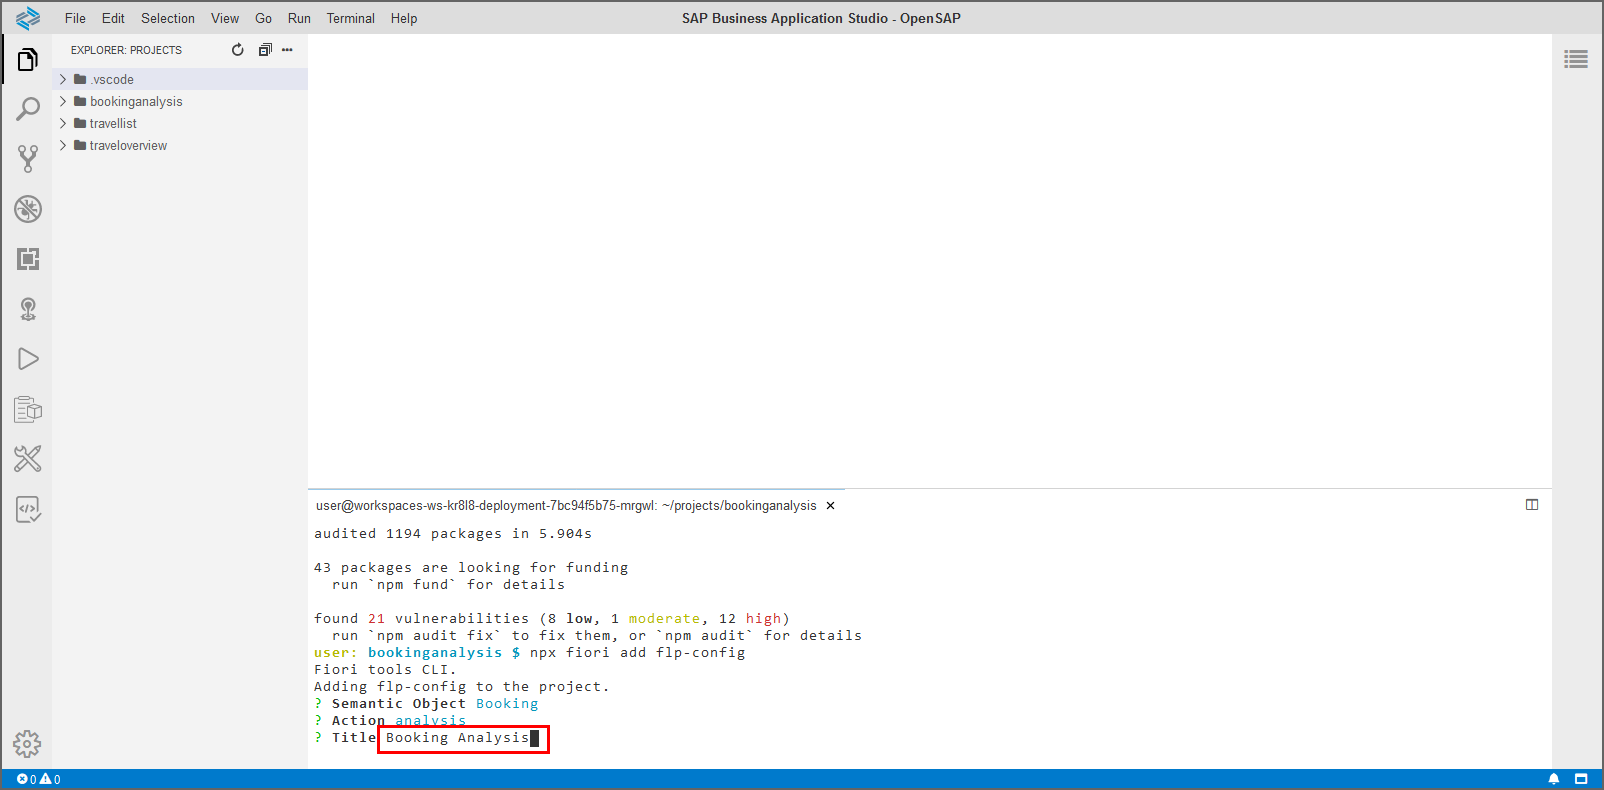 File Edit Selection View Go Run Terminal Help SAP Business Application Studio - OpenSAP
EXPLORER: PROJECTS
.vscode
bookinganalysis
travellist
traveloverview
user@workspaces-ws-kr8l8-deployment-7bc94f5b75-mrgwl: ~/projects/bookinganalysis
audited 1194 packages in 5.904s
43 packages are looking for funding
run `npm fund` for details
found 21 vulnerabilities (8 low, 1 moderate, 12 high)
run `npm audit fix` to fix them, or `npm audit` for details
user: bookinganalysis $ npx fiori add flp-config
Fiori tools CLI.
Adding flp-config to the project.
? Semantic Object Booking
? Action analysis
? Title Booking Analysis
0 0